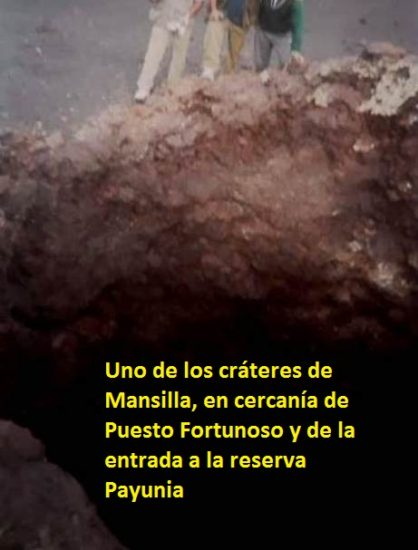 Uno de los cráteres de
Mansilla, en cercanía de
Puesto Fortunoso y de la
entrada a la reserva
Payunia